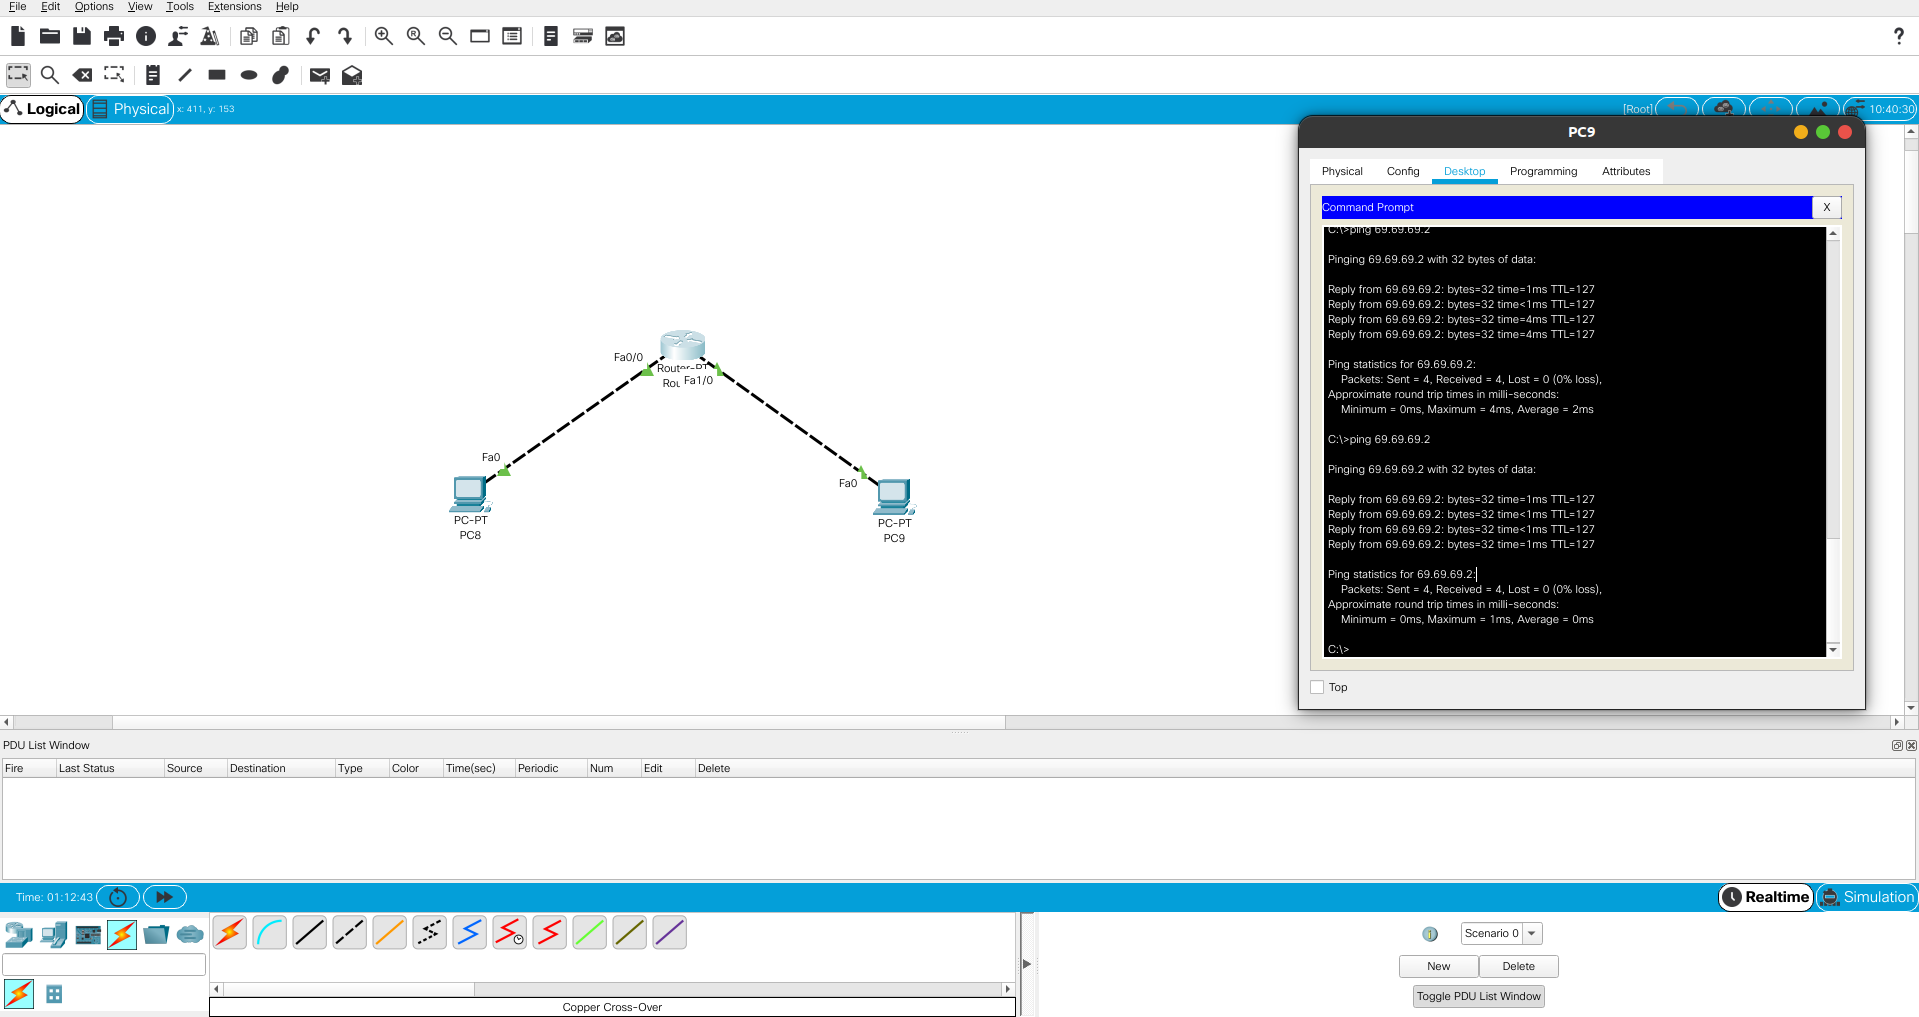 File Edit Options View Tools Extensions Help
?
Logical Physical x: 411, y: 153 [Root] 10:40:30
PC9
Physical Config Desktop Programming Attributes
Command Prompt X
C:\>ping 69.69.69.2
Pinging 69.69.69.2 with 32 bytes of data:
Reply from 69.69.69.2: bytes=32 time=1ms TTL=127
Reply from 69.69.69.2: bytes=32 time<1ms TTL=127
Reply from 69.69.69.2: bytes=32 time=4ms TTL=127
Reply from 69.69.69.2: bytes=32 time=4ms TTL=127
Ping statistics for 69.69.69.2:
Packets: Sent = 4, Received = 4, Lost = 0 (0% loss),
Approximate round trip times in milli-seconds:
Minimum = 0ms, Maximum = 4ms, Average = 2ms
C:\>ping 69.69.69.2
Pinging 69.69.69.2 with 32 bytes of data:
Reply from 69.69.69.2: bytes=32 time=1ms TTL=127
Reply from 69.69.69.2: bytes=32 time<1ms TTL=127
Reply from 69.69.69.2: bytes=32 time<1ms TTL=127
Reply from 69.69.69.2: bytes=32 time=1ms TTL=127
Ping statistics for 69.69.69.2:
Packets: Sent = 4, Received = 4, Lost = 0 (0% loss),
Approximate round trip times in milli-seconds:
Minimum = 0ms, Maximum = 1ms, Average = 0ms
C:\>
Top
Fa0/0
Router-PT
Rou Fa1/0
Fa0
PC-PT
PC8
Fa0
PC-PT
PC9
PDU List Window
Fire Last Status Source Destination Type Color Time(sec) Periodic Num Edit Delete
Time: 01:12:43 Realtime Simulation
Scenario 0
New Delete
Toggle PDU List Window
Copper Cross-Over